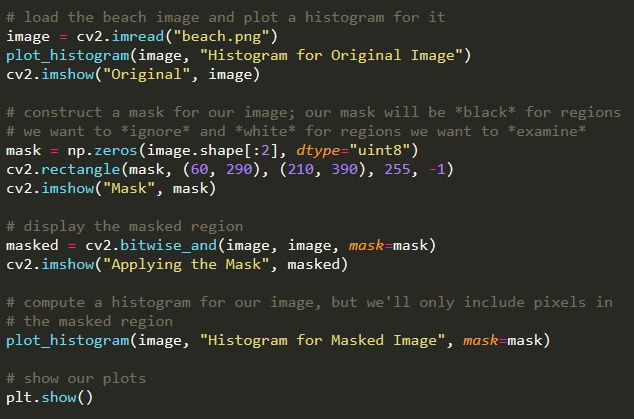 # load the beach image and plot a histogram for it
image = cv2.imread("beach.png")
plot_histogram(image, "Histogram for Original Image")
cv2.imshow("Original", image)
# construct a mask for our image; our mask will be *black* for regions
# we want to *ignore* and *white* for regions we want to *examine*
mask = np.zeros(image.shape[:2], dtype="uint8")
cv2.rectangle(mask, (60, 290), (210, 390), 255, -1)
cv2.imshow("Mask", mask)
# display the masked region
masked = cv2.bitwise_and(image, image, mask=mask)
cv2.imshow("Applying the Mask", masked)
# compute a histogram for our image, but we'll only include pixels in
# the masked region
plot_histogram(image, "Histogram for Masked Image", mask=mask)
# show our plots
plt.show()